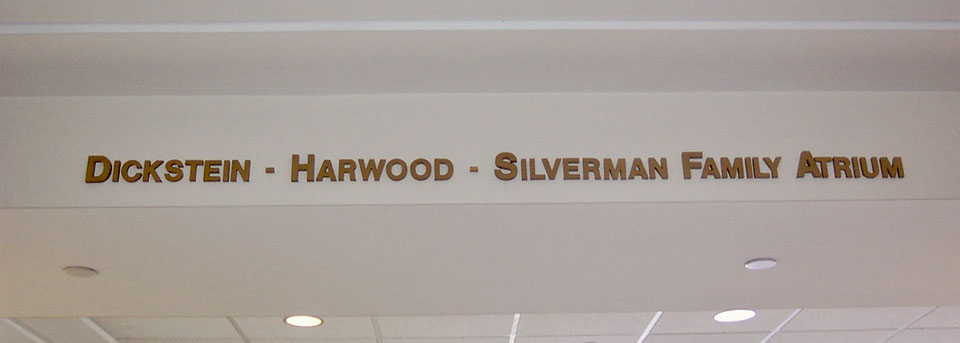 DICKSTEIN - HARWOOD - SILVERMAN FAMILY ATRIUM